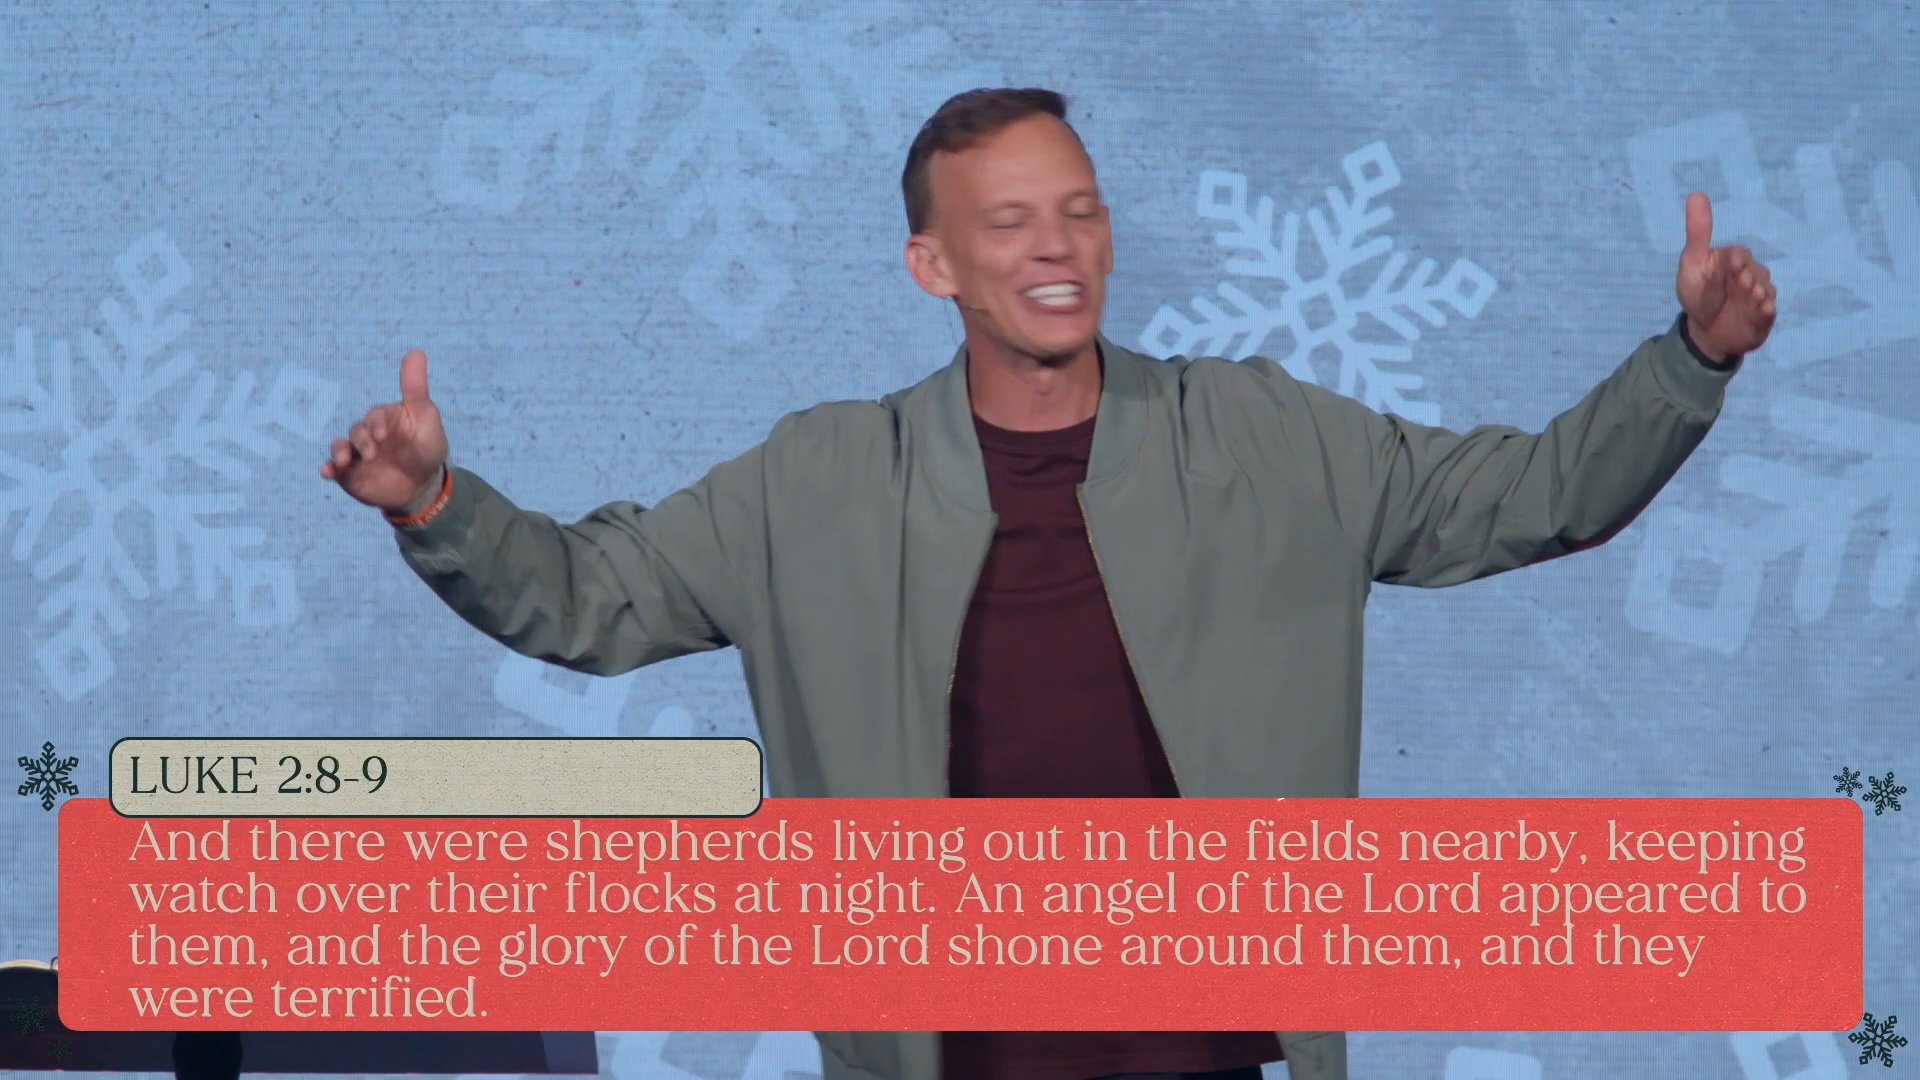 LUKE 2:8-9
And there were shepherds living out in the fields nearby, keeping
watch over their flocks at night. An angel of the Lord appeared to
them, and the glory of the Lord shone around them, and they
were terrified.